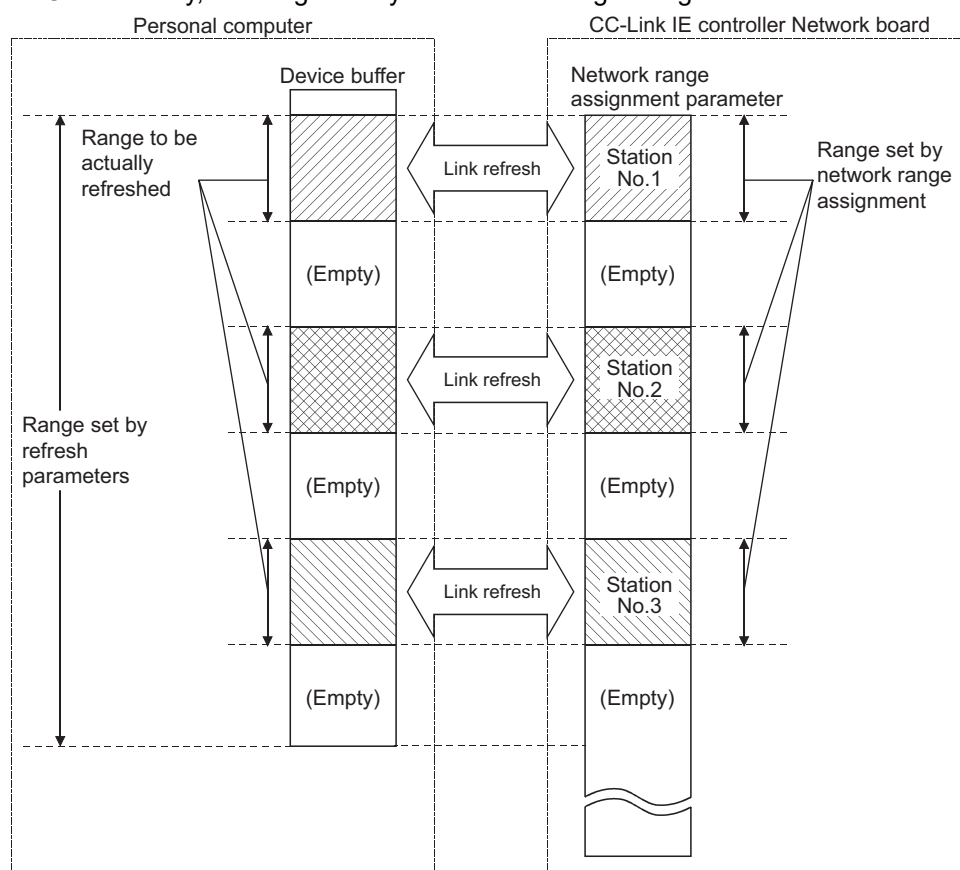 Personal computer
CC-Link IE controller Network board
Device buffer
Network range
assignment parameter
Range to be
actually
refreshed
Link refresh
Station
No.1
Range set by
network range
assignment
(Empty)
(Empty)
Link refresh
Station
No.2
Range set by
refresh
parameters
(Empty)
(Empty)
Link refresh
Station
No.3
(Empty)
(Empty)